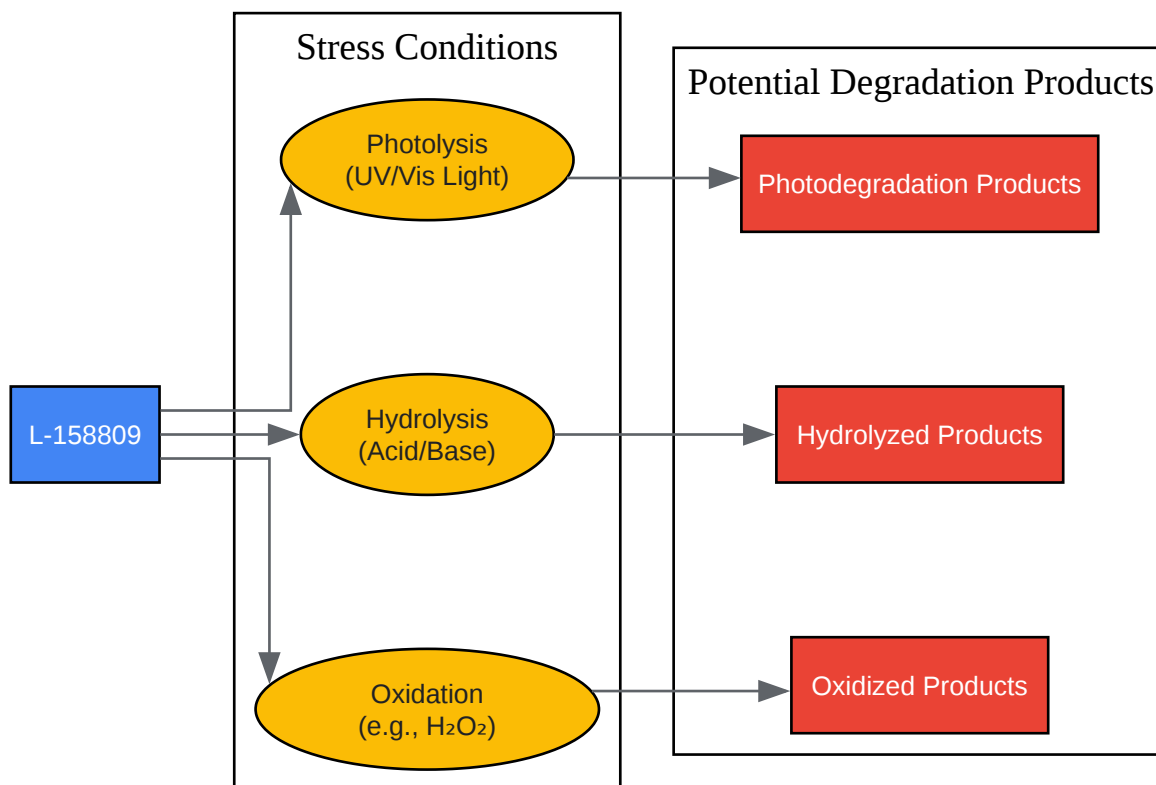 Stress Conditions
Potential Degradation Products
Photolysis
(UV/Vis Light)
Photodegradation Products
L-158809
Hydrolysis
(Acid/Base)
Hydrolyzed Products
Oxidation
(e.g., H₂O₂)
Oxidized Products